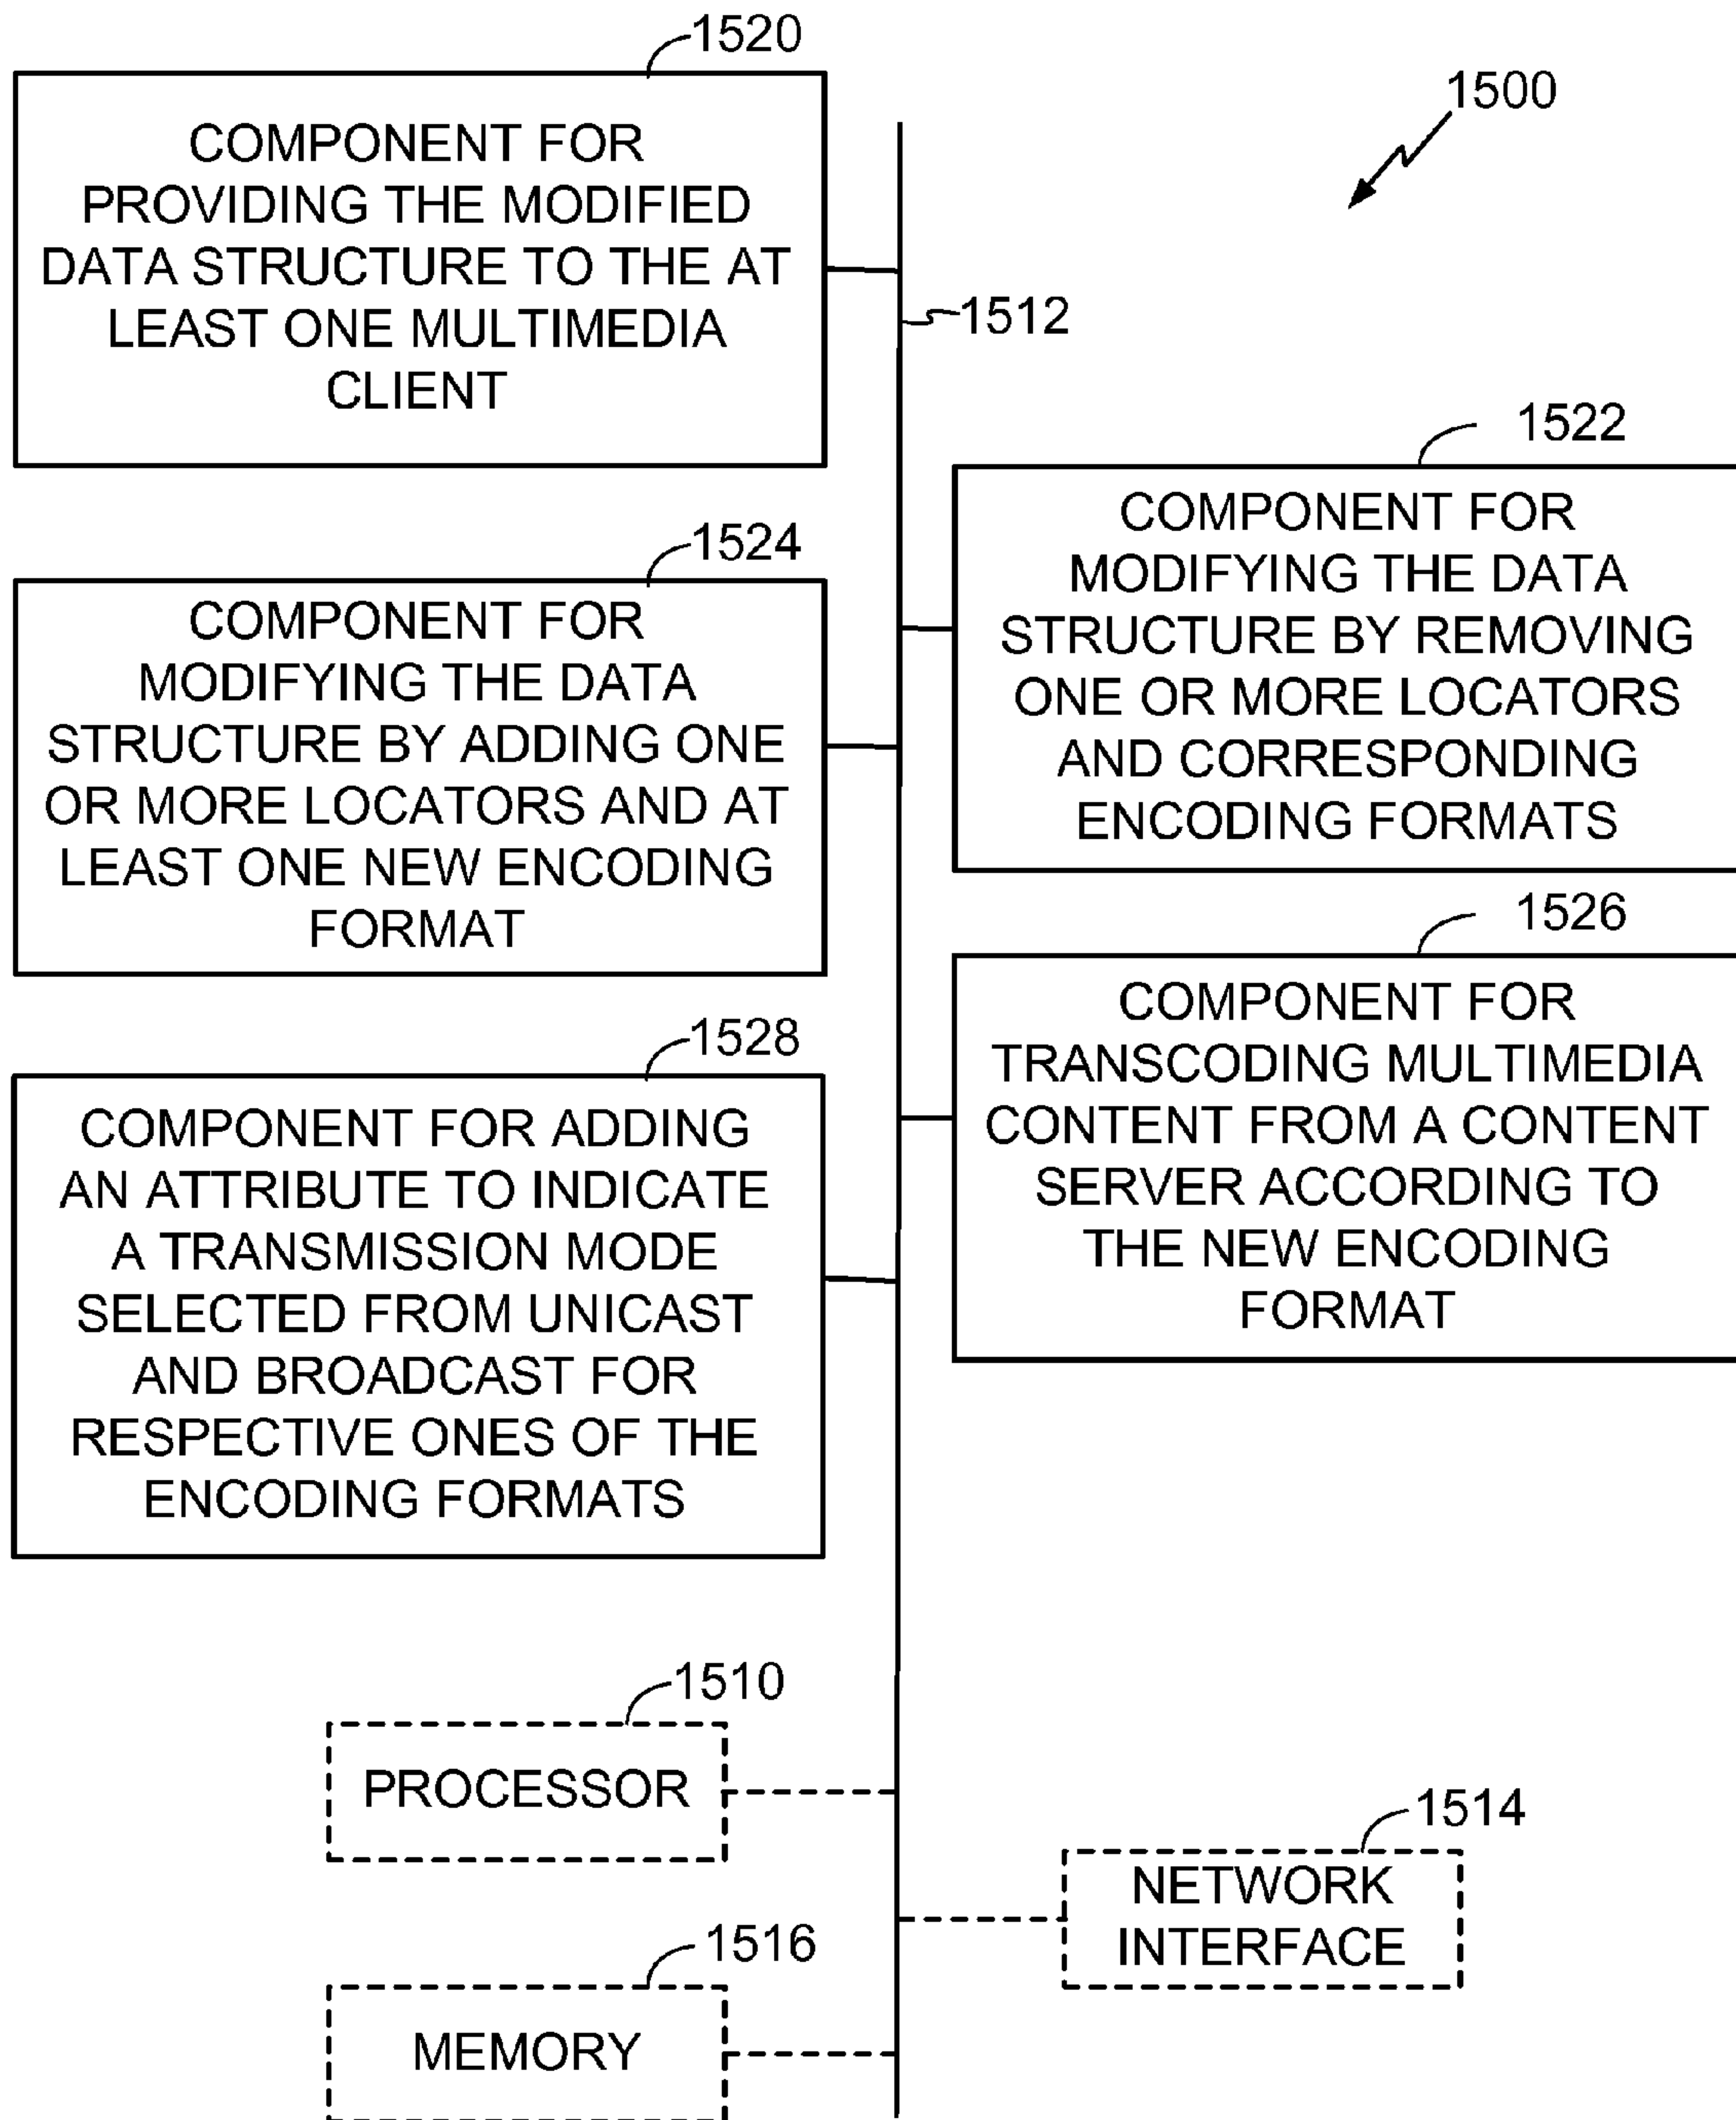 1520
1500
COMPONENT FOR
PROVIDING THE MODIFIED
DATA STRUCTURE TO THE AT
LEAST ONE MULTIMEDIA
CLIENT
1512
1522
COMPONENT FOR
MODIFYING THE DATA
STRUCTURE BY REMOVING
ONE OR MORE LOCATORS
AND CORRESPONDING
ENCODING FORMATS
1524
COMPONENT FOR
MODIFYING THE DATA
STRUCTURE BY ADDING ONE
OR MORE LOCATORS AND AT
LEAST ONE NEW ENCODING
FORMAT
1526
COMPONENT FOR
TRANSCODING MULTIMEDIA
CONTENT FROM A CONTENT
SERVER ACCORDING TO
THE NEW ENCODING
FORMAT
1528
COMPONENT FOR ADDING
AN ATTRIBUTE TO INDICATE
A TRANSMISSION MODE
SELECTED FROM UNICAST
AND BROADCAST FOR
RESPECTIVE ONES OF THE
ENCODING FORMATS
1510
PROCESSOR
1514
NETWORK
INTERFACE
1516
MEMORY